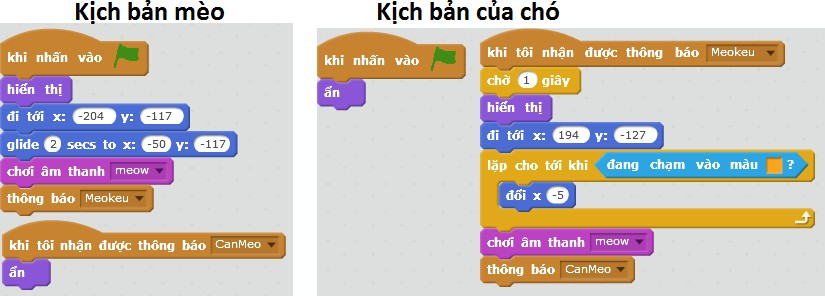 Kịch bản mèo
khi nhấn vào
hiển thị
đi tới x: -204 y: -117
glide 2 secs to x: -50 y: -117
chơi âm thanh meow
thông báo Meokeu
khi tôi nhận được thông báo CanMeo
ẩn
Kịch bản của chó
khi nhấn vào
ẩn
khi tôi nhận được thông báo Meokeu
chờ 1 giây
hiển thị
đi tới x: 194 y: -127
lặp cho tới khi đang chạm vào màu ?
đổi x -5
chơi âm thanh meow
thông báo CanMeo